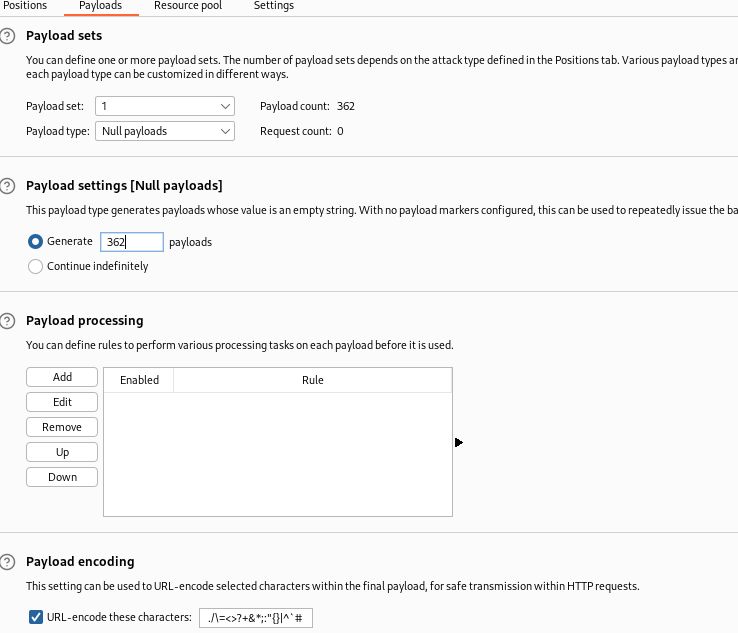 Positions Payloads Resource pool Settings
? Payload sets
You can define one or more payload sets. The number of payload sets depends on the attack type defined in the Positions tab. Various payload types ar
each payload type can be customized in different ways.
Payload set: 1 Payload count: 362
Payload type: Null payloads Request count: 0
? Payload settings [Null payloads]
This payload type generates payloads whose value is an empty string. With no payload markers configured, this can be used to repeatedly issue the ba
Generate 362 payloads
Continue indefinitely
? Payload processing
You can define rules to perform various processing tasks on each payload before it is used.
Add Enabled Rule
Edit
Remove
Up
Down
? Payload encoding
This setting can be used to URL-encode selected characters within the final payload, for safe transmission within HTTP requests.
URL-encode these characters: ./\=<>?+&*;:"{}|^`#